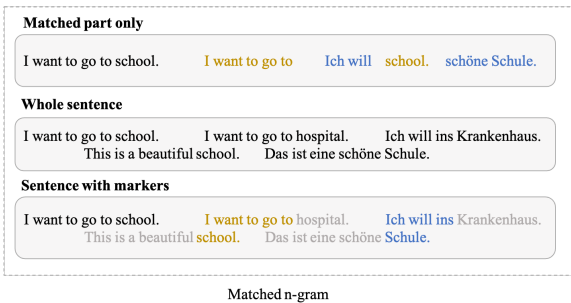 Matched part only
I want to go to school. I want to go to Ich will school. schöne Schule.
Whole sentence
I want to go to school. I want to go to hospital. Ich will ins Krankenhaus.
This is a beautiful school. Das ist eine schöne Schule.
Sentence with markers
I want to go to school. I want to go to hospital. Ich will ins Krankenhaus.
This is a beautiful school. Das ist eine schöne Schule.
Matched n-gram